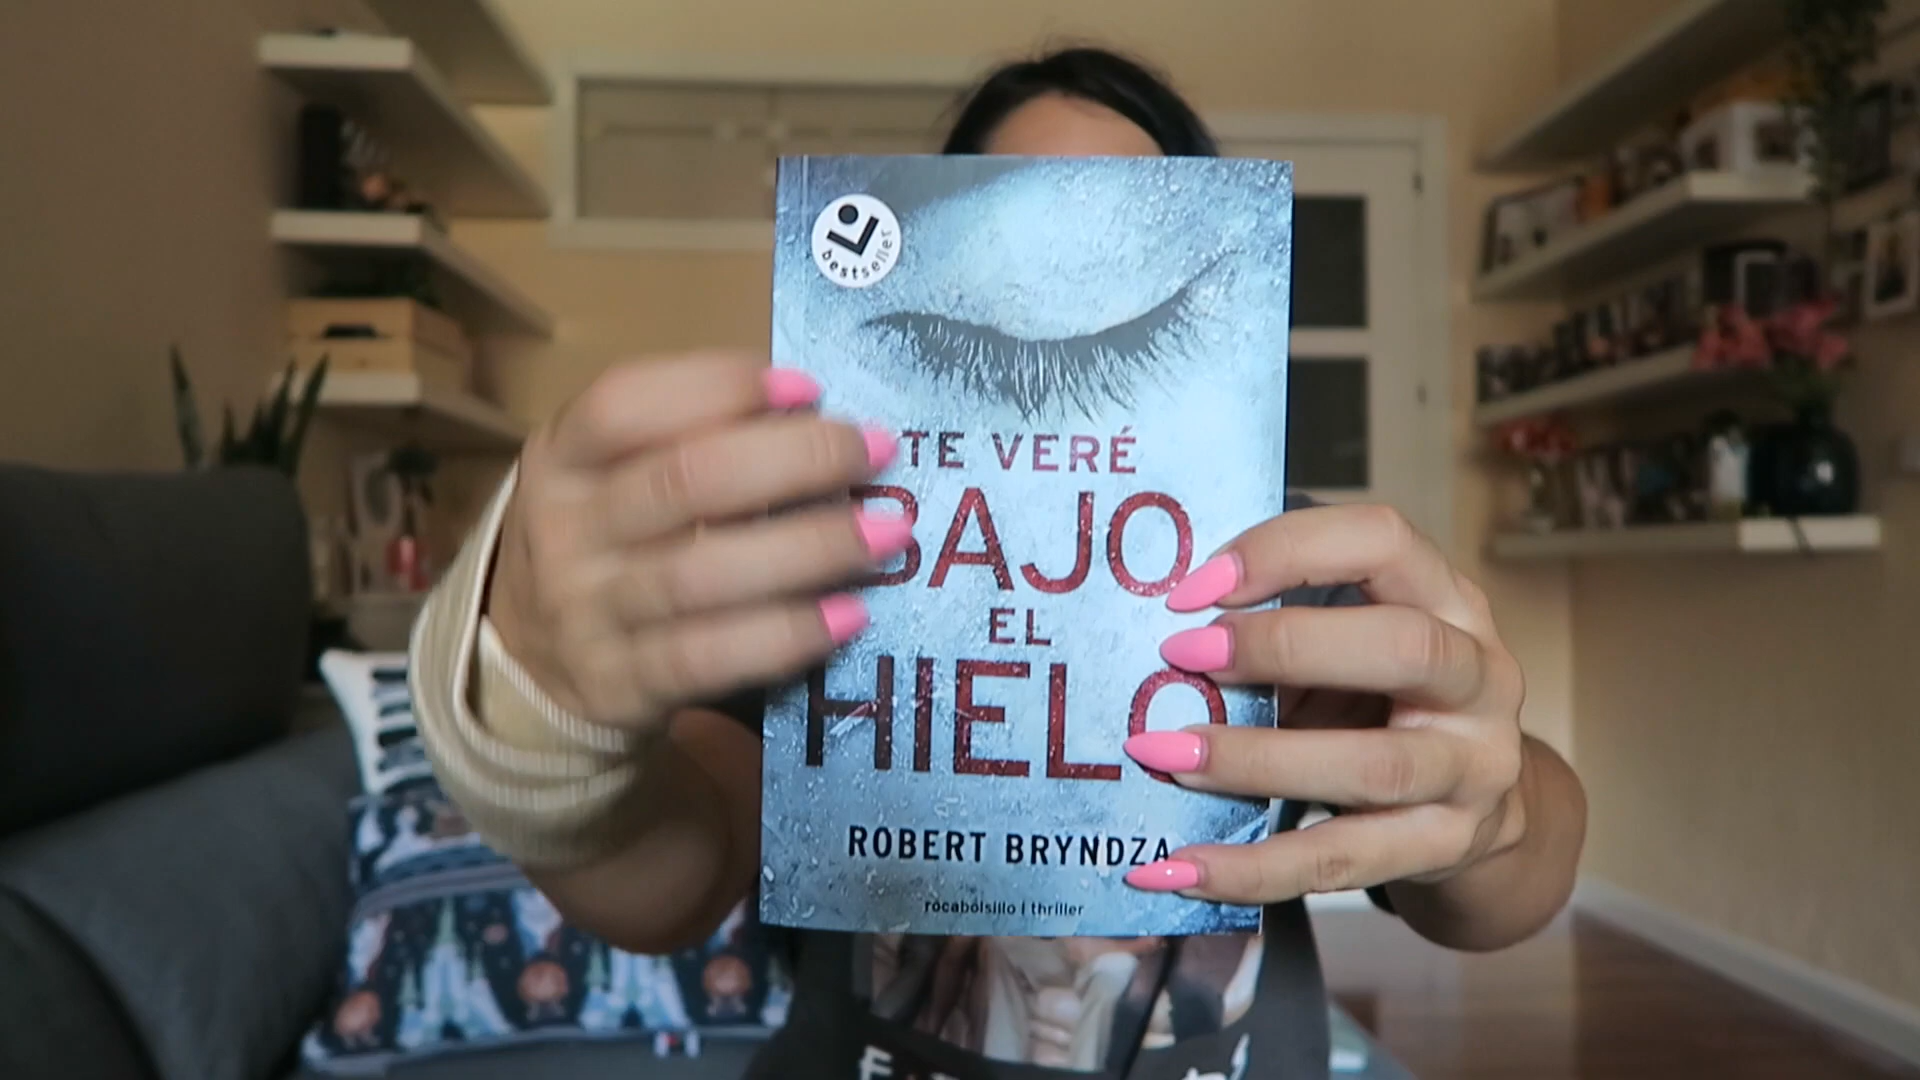 bestseller
TE VERÉ
BAJO
EL
HIELO
ROBERT BRYNDZA
rocabolsillo | thriller